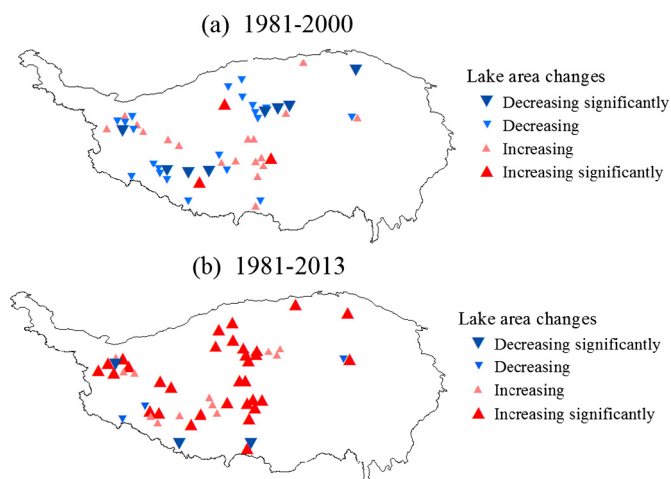 (a) 1981-2000
Lake area changes
Decreasing significantly
Decreasing
Increasing
Increasing significantly
(b) 1981-2013
Lake area changes
Decreasing significantly
Decreasing
Increasing
Increasing significantly